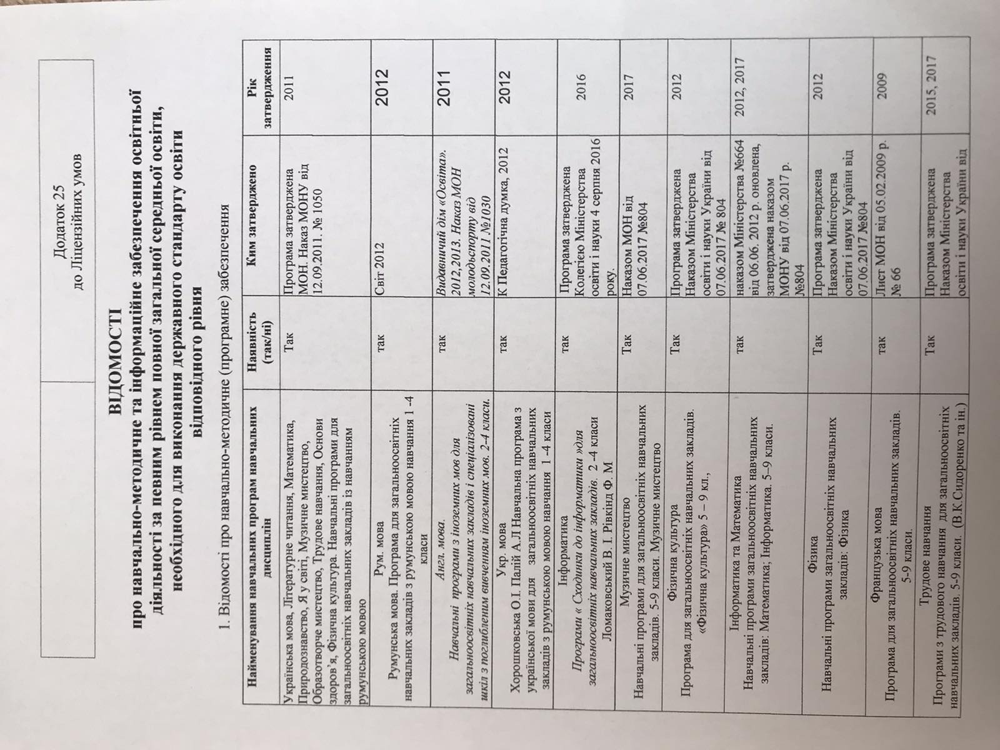 Додаток 25
до Ліцензійних умов
ВІДОМОСТІ
про навчально-методичне та інформаційне забезпечення освітньої
діяльності за певним рівнем повної загальної середньої освіти,
необхідного для виконання державного стандарту освіти
відповідного рівня
1. Відомості про навчально-методичне (програмне) забезпечення
Найменування навчальних програм навчальних
дисциплін
Наявність
(так/ні)
Ким затверджено
Рік
затвердження
Українська мова, Літературне читання, Математика,
Природознавство, Я у світі, Музичне мистецтво,
Образотворче мистецтво, Трудове навчання, Основи
здоров’я, Фізична культура. Навчальні програми для
загальноосвітніх навчальних закладів із навчанням
румунською мовою
Так
Програма затверджена
МОН. Наказ МОНУ від
12.09.2011. № 1050
2011
Рум. мова
Румунська мова. Програма для загальноосвітніх
навчальних закладів з румунською мовою навчання 1 -4
класи
так
Світ 2012
2012
Англ. мова.
Навчальні програми з іноземних мов для
загальноосвітніх навчальних закладів і спеціалізовані
шкіл з поглибленим вивченням іноземних мов. 2-4 класи.
так
Видавничий дім «Освіта».
2012,2013. Наказ МОН
молодьспорту від
12.09.2011 №1030
2011
Укр. мова
Хорошковська О.І. Палій А.Л Навчальна програма з
української мови для загальноосвітніх навчальних
закладів з румунською мовою навчання 1 -4 класи
так
К Педагогічна думка, 2012
2012
Інформатика
Програми « Сходинки до інформатики »для
загальноосвітніх навчальних закладів. 2 -4 класи
Ломаковський В. І. Рівкінд Ф. М
так
Програма затверджена
Колегією Міністерства
освіти і науки 4 серпня 2016
року.
2016
Музичне мистецтво
Навчальні програми для загальноосвітніх навчальних
закладів. 5-9 класи. Музичне мистецтво
Так
Наказом МОН від
07.06.2017 №804
2017
Фізична культура
Програма для загальноосвітніх навчальних закладів.
«Фізична культура» 5 – 9 кл.,
Так
Програма затверджена
Наказом Міністерства
освіти і науки України від
07.06.2017 № 804
2012
Інформатика та Математика
Навчальні програми загальноосвітніх навчальних
закладів: Математика; Інформатика. 5–9 класи.
так
наказом Міністерства №664
від 06.06. 2012 р. оновлена,
затверджена наказом
МОНУ від 07.06.2017 р.
№804
2012, 2017
Фізика
Навчальні програми загальноосвітніх навчальних
закладів: Фізика
Так
Програма затверджена
Наказом Міністерства
освіти і науки України від
07.06.2017 №804
2012
Французька мова
Програма для загальноосвітніх навчальних закладів.
5-9 класи.
так
Лист МОН від 05.02.2009 р.
№ 66
2009
Трудове навчання
Програми з трудового навчання для загальноосвітніх
навчальних закладів. 5-9 класи. (В.К.Сидоренко та ін.)
Так
Програма затверджена
Наказом Міністерства
освіти і науки України від
2015, 2017